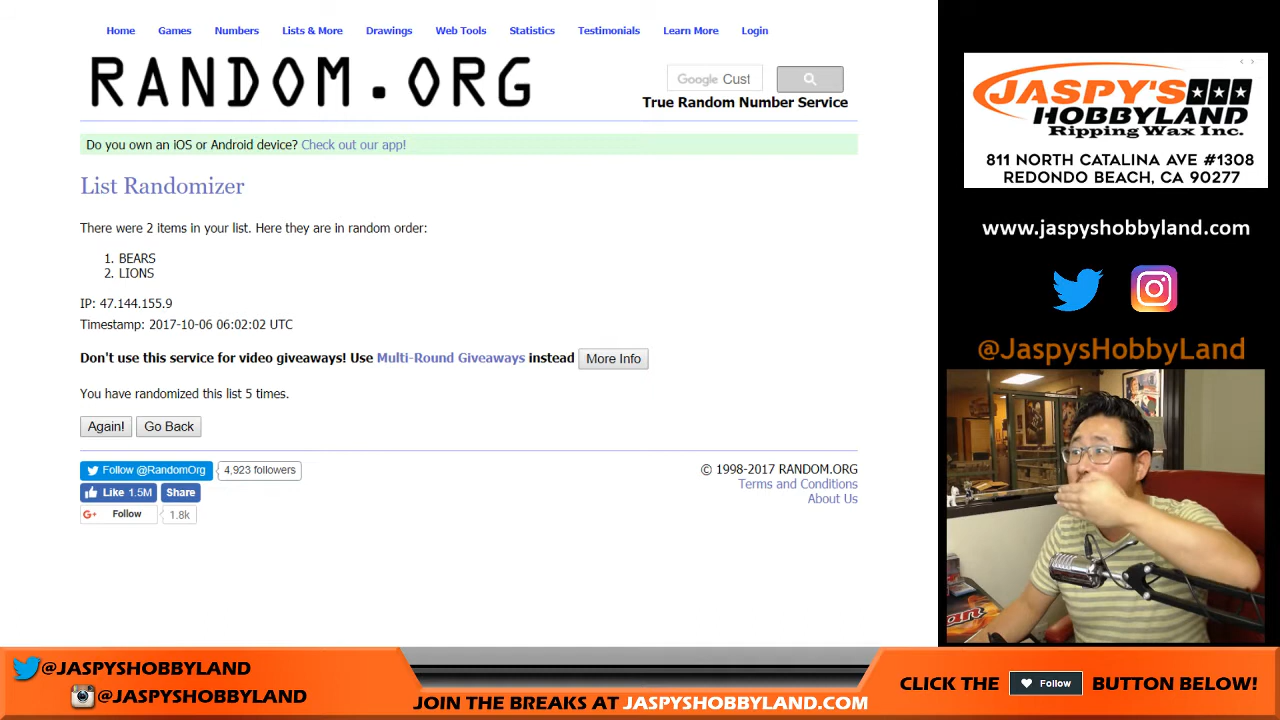 Home Games Numbers Lists & More Drawings Web Tools Statistics Testimonials Learn More Login
RANDOM.ORG
Google Cust
True Random Number Service
Do you own an iOS or Android device? Check out our app!
List Randomizer
There were 2 items in your list. Here they are in random order:
1. BEARS
2. LIONS
IP: 47.144.155.9
Timestamp: 2017-10-06 06:02:02 UTC
Don't use this service for video giveaways! Use Multi-Round Giveaways instead More Info
You have randomized this list 5 times.
Again! Go Back
Follow @RandomOrg 4,923 followers
Like 1.5M Share
G+ Follow 1.8k
© 1998-2017 RANDOM.ORG
Terms and Conditions
About Us
JASPY'S
HOBBYLAND
Ripping Wax Inc.
811 NORTH CATALINA AVE #1308
REDONDO BEACH, CA 90277
www.jaspyshobbyland.com
@JaspysHobbyLand
@JASPYSHOBBYLAND
@JASPYSHOBBYLAND
JOIN THE BREAKS AT JASPYSHOBBYLAND.COM
CLICK THE Follow BUTTON BELOW!